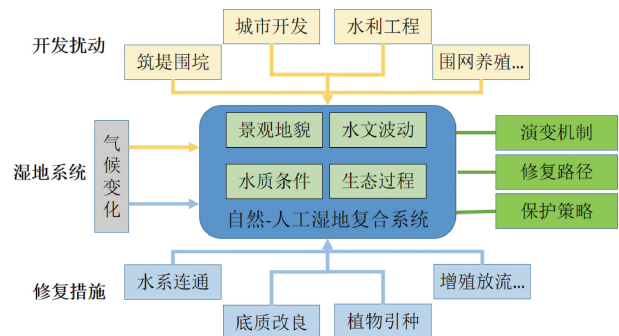 开发扰动
城市开发
水利工程
筑堤围垸
围网养殖...
湿地系统
气候变化
景观地貌
水文波动
水质条件
生态过程
自然-人工湿地复合系统
演变机制
修复路径
保护策略
修复措施
水系连通
增殖放流...
底质改良
植物引种